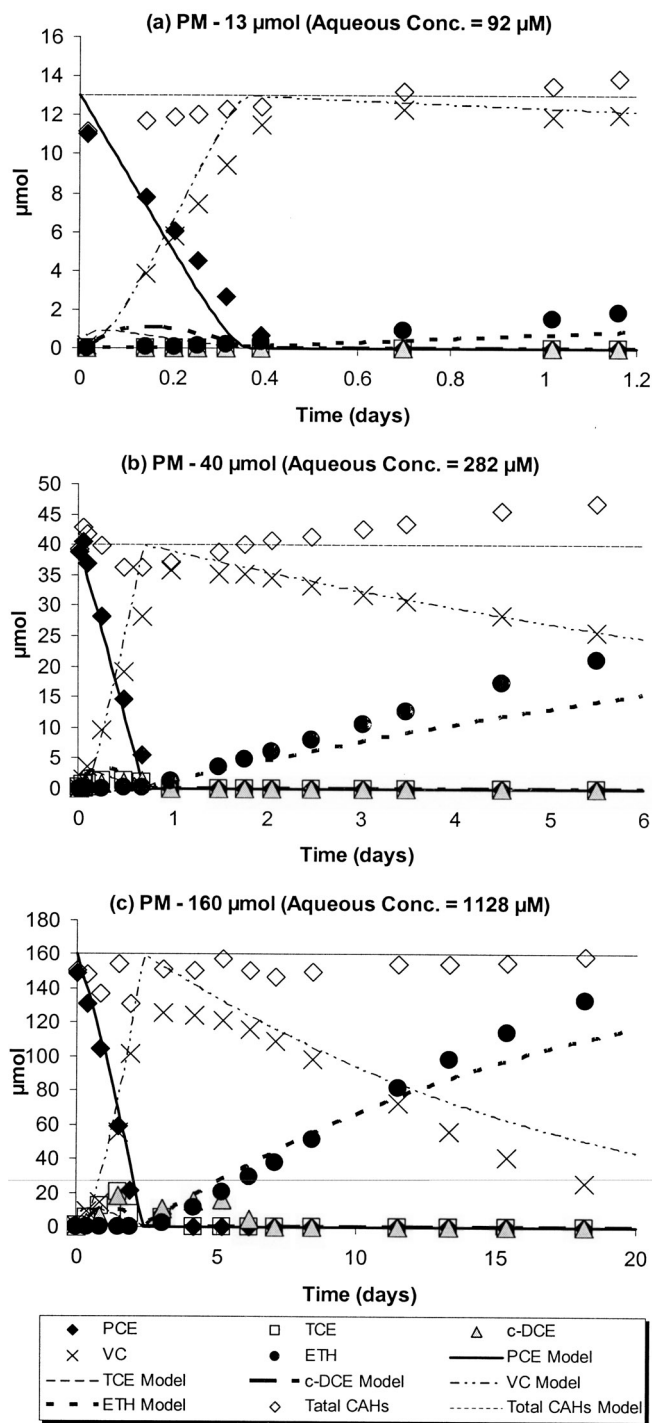 (a) PM - 13 µmol (Aqueous Conc. = 92 µM)
16
14
12
10
8
6
4
2
0
µmol
0 0.2 0.4 0.6 0.8 1 1.2
Time (days)
(b) PM - 40 µmol (Aqueous Conc. = 282 µM)
50
45
40
35
30
25
20
15
10
5
0
µmol
0 1 2 3 4 5 6
Time (days)
(c) PM - 160 µmol (Aqueous Conc. = 1128 µM)
180
160
140
120
100
80
60
40
20
0
µmol
0 5 10 15 20
Time (days)
PCE TCE c-DCE
VC ETH PCE Model
TCE Model c-DCE Model VC Model
ETH Model Tatal CAHs Total CAHs Model